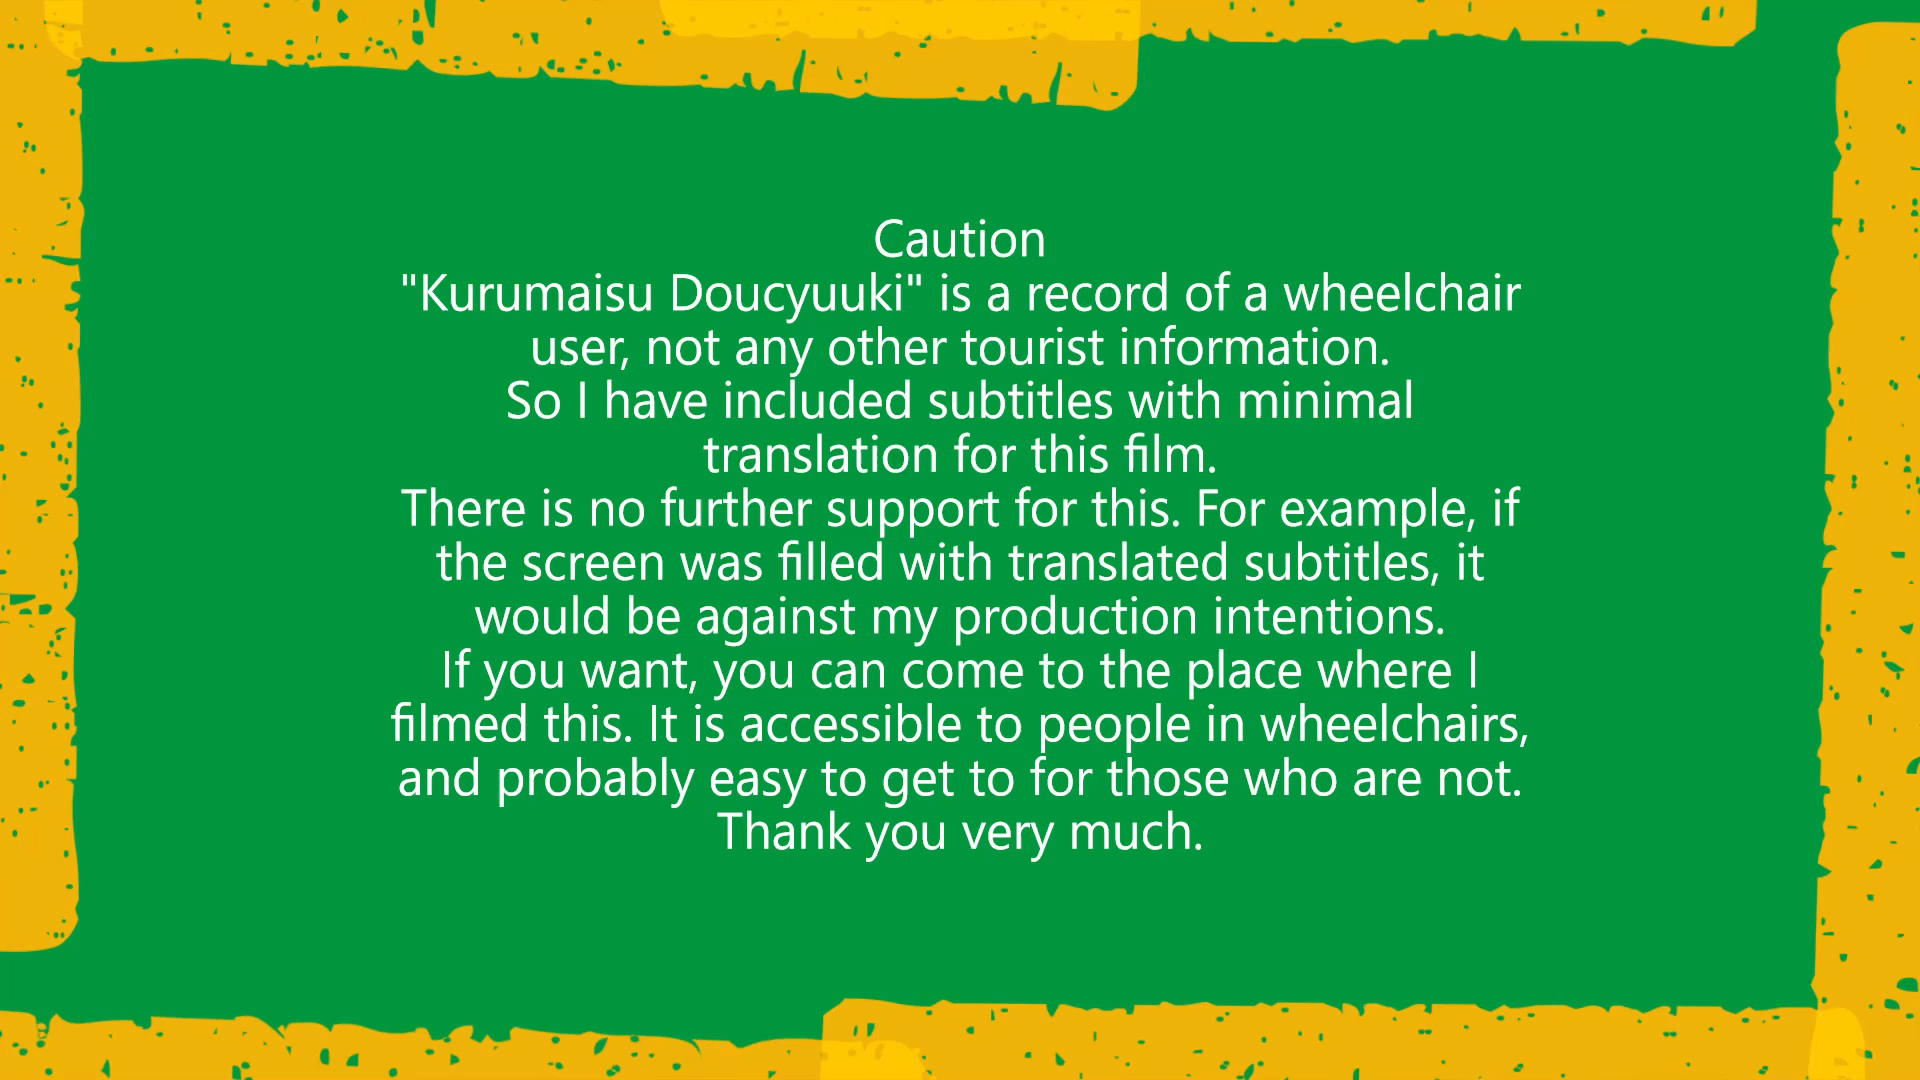 Caution
"Kurumaisu Doucyuuki" is a record of a wheelchair
user, not any other tourist information.
So I have included subtitles with minimal
translation for this film.
There is no further support for this. For example, if
the screen was filled with translated subtitles, it
would be against my production intentions.
If you want, you can come to the place where I
filmed this. It is accessible to people in wheelchairs,
and probably easy to get to for those who are not.
Thank you very much.